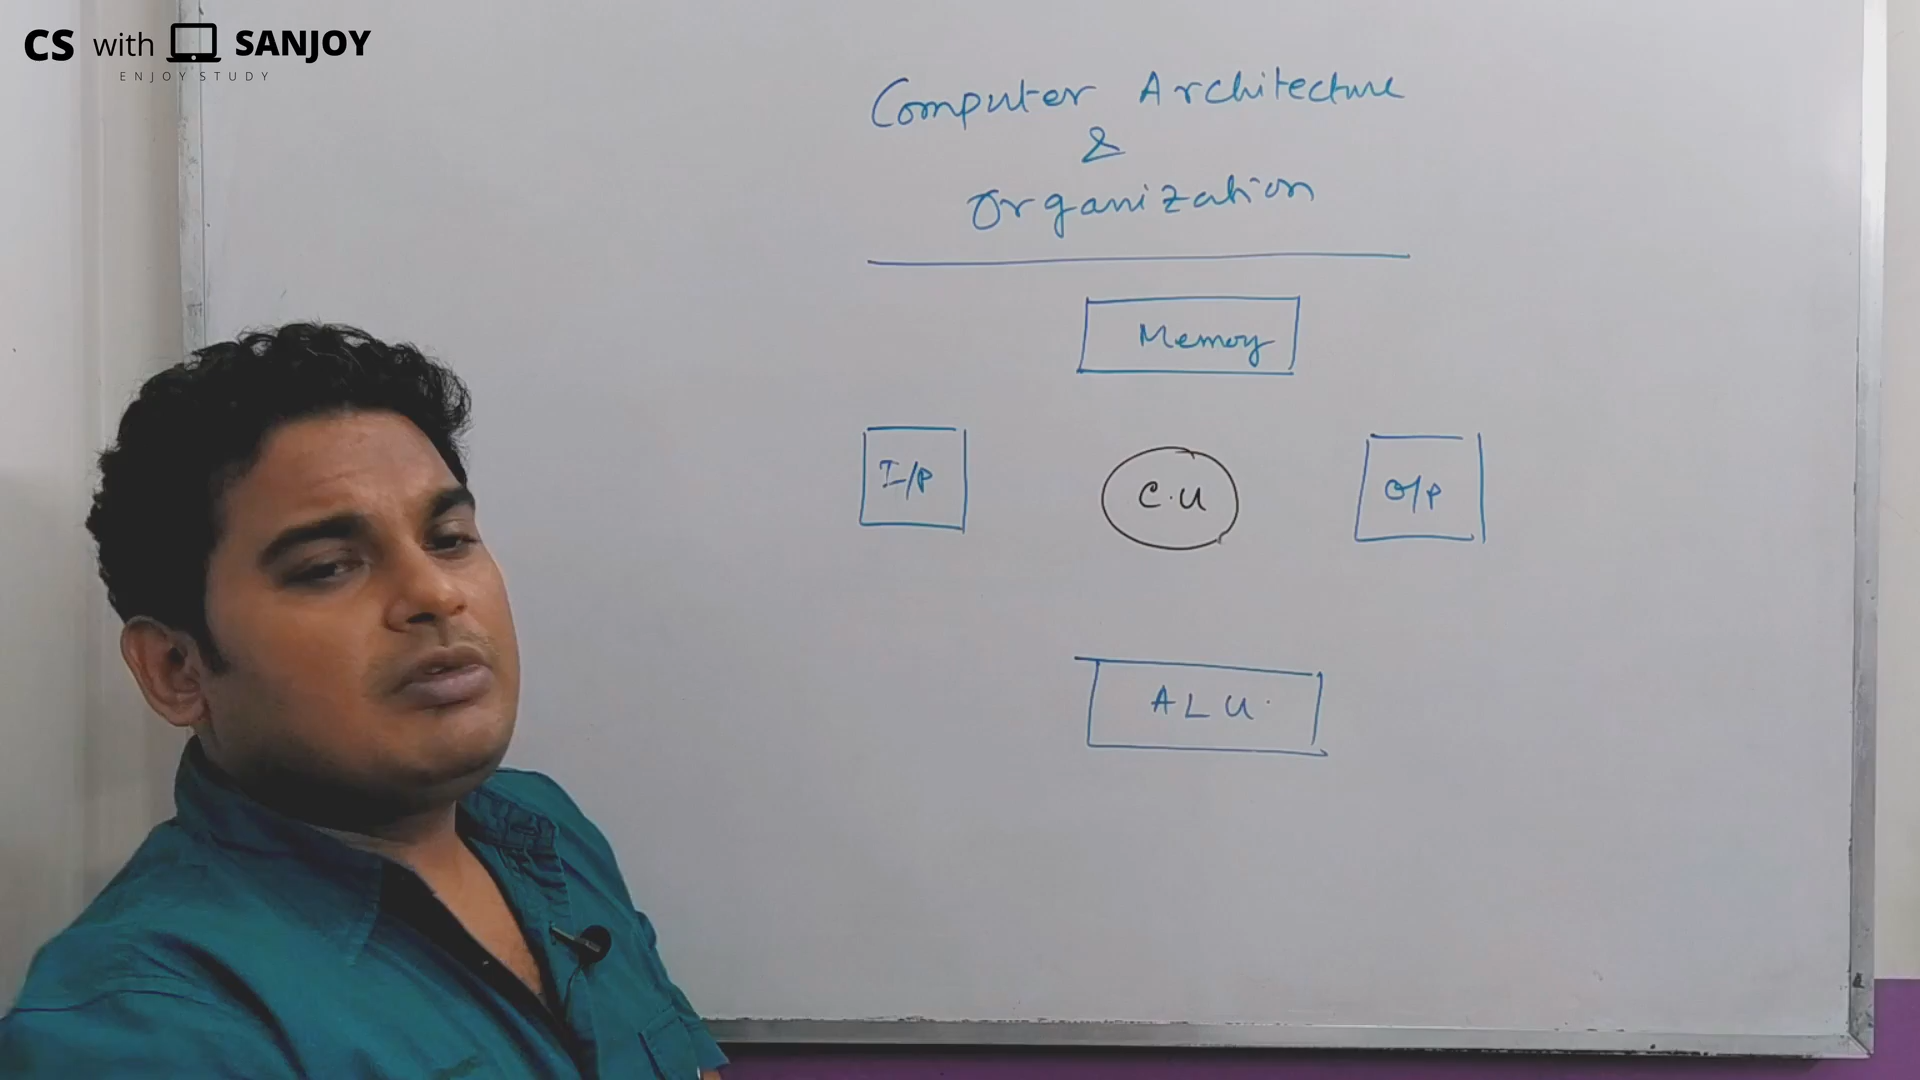 CS with SANJOY
ENJOY STUDY
Computer Architecture
&
Organization
Memory
I/P
C.U
O/P
ALU.